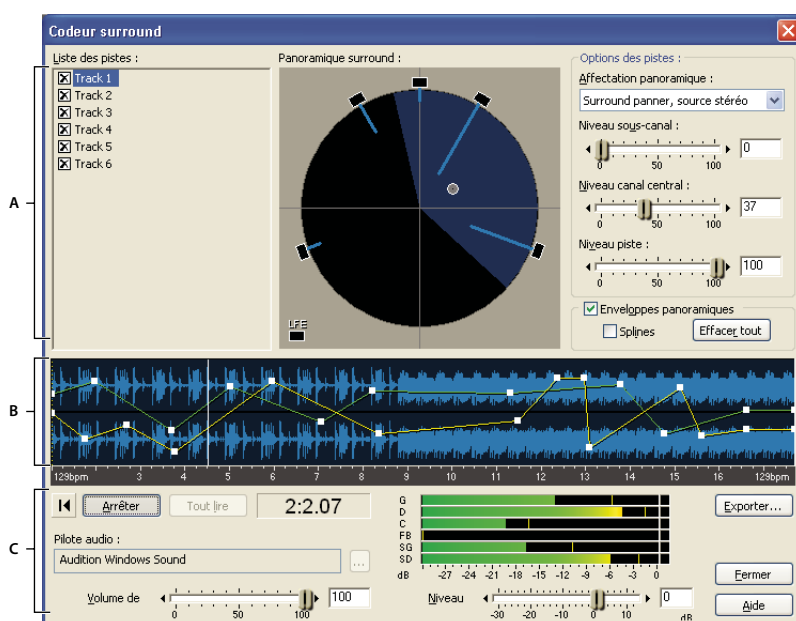 Codeur surround
Liste des pistes :
Track 1
Track 2
Track 3
Track 4
Track 5
Track 6
Panoramique surround :
LFE
Options des pistes :
Affectation panoramique :
Surround panner, source stéréo
Niveau sous-canal :
0
0 50 100
Niveau canal central :
37
0 50 100
Niveau piste :
100
0 50 100
Enveloppes panoramiques
Splines
Effacer tout
A
B
129bpm 3 4 5 6 7 8 9 10 11 12 13 14 15 16 129bpm
C
Arrêter
Tout lire
2:2.07
Pilote audio :
Audition Windows Sound
...
Volume de
100
0 50 100
G
D
C
FB
SG
SD
dB -27 -24 -21 -18 -15 -12 -9 -6 -3 0
Niveau
0
-30 -20 -10 0 10 dB
Exporter...
Fermer
Aide